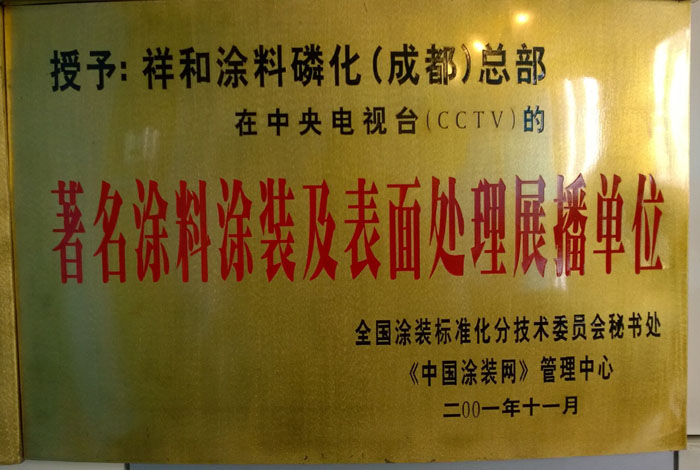 授予：祥和涂料磷化(成都)总部
在中央电视台(CCTV)的
著名涂料涂装及表面处理展播单位
全国涂装标准化分技术委员会秘书处
《中国涂装网》管理中心
二00一年十一月